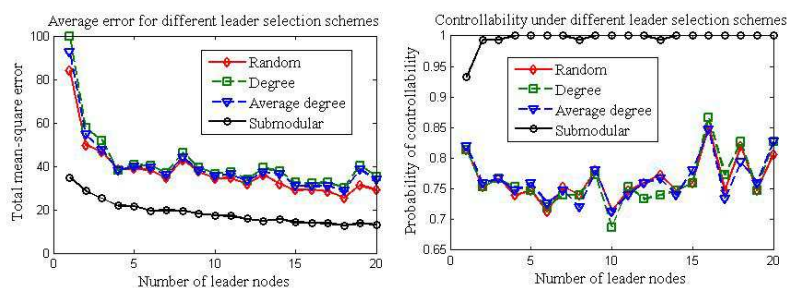 Average error for different leader selection schemes
100
80
60
40
20
0
0
5
10
15
20
Total mean-square error
Number of leader nodes
Random
Degree
Average degree
Submodular
Controllability under different leader selection schemes
1
0.95
0.9
0.85
0.8
0.75
0.7
0.65
0
5
10
15
20
Probability of controllability
Number of leader nodes
Random
Degree
Average degree
Submodular